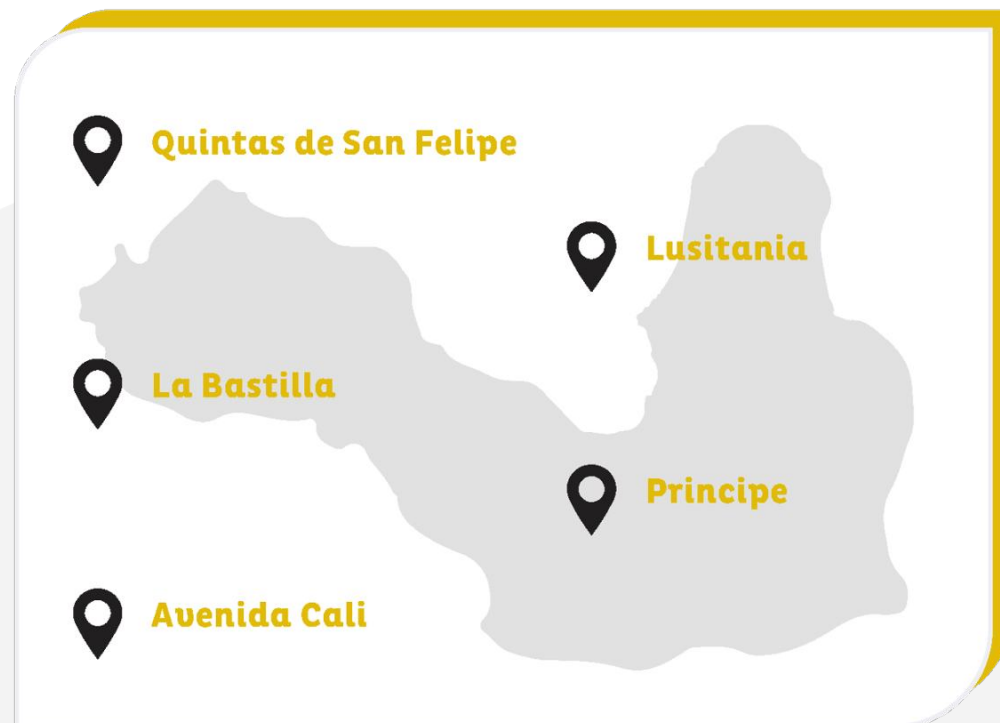 Quintas de San Felipe
Lusitania
La Bastilla
Principe
Avenida Cali